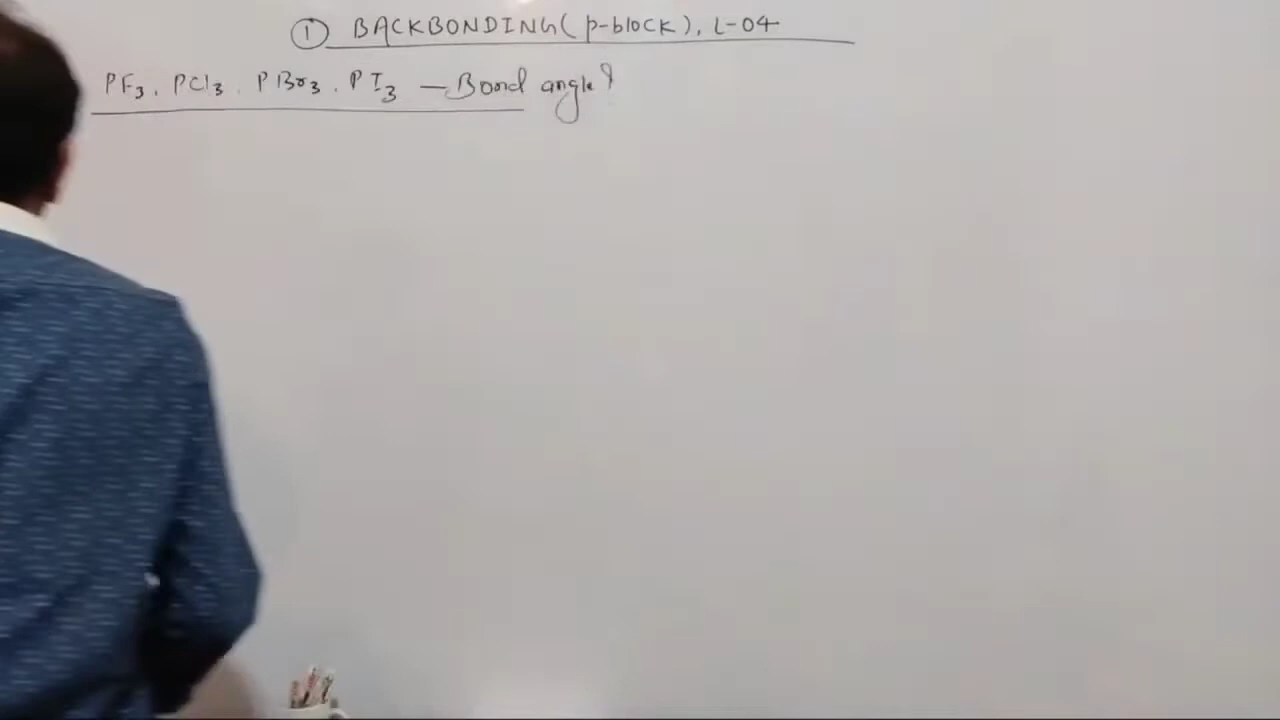 ① BACKBONDING (p-block), L-04
PF₃, PCl₃, PBr₃, PI₃ — Bond angle?